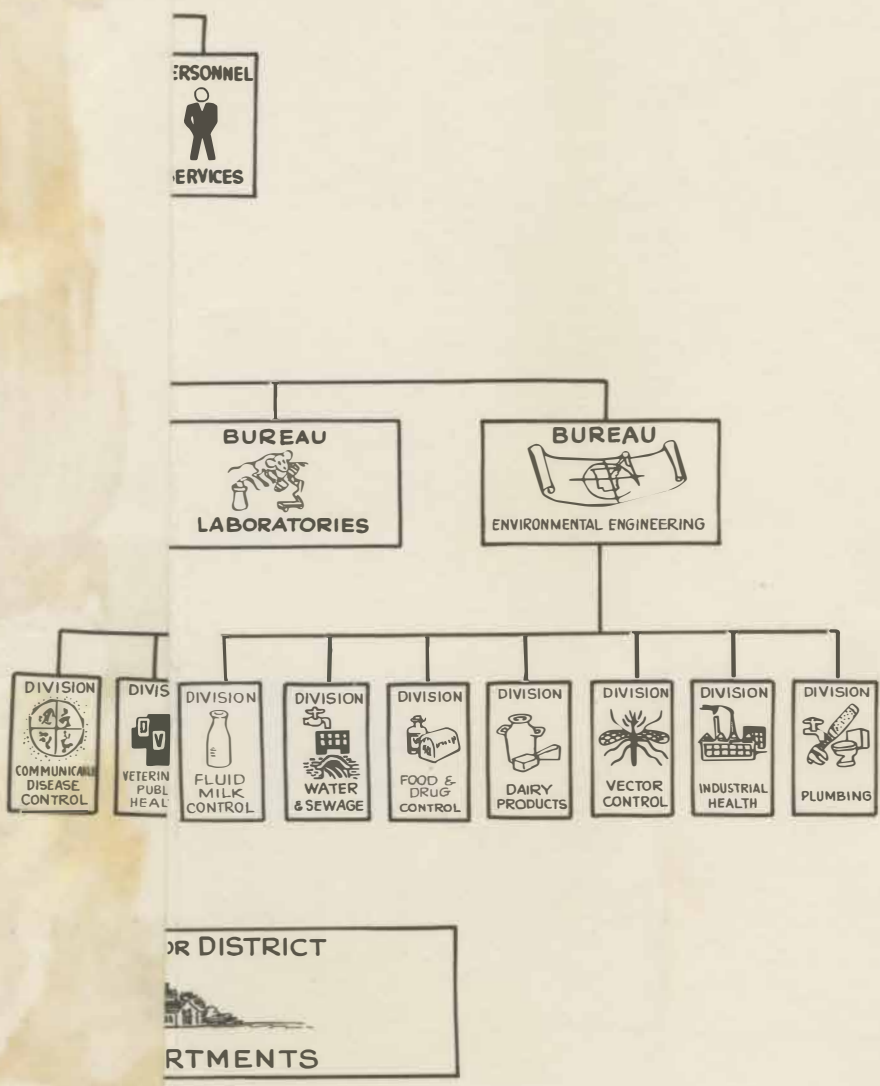 ERSONNEL
ERVICES
BUREAU
LABORATORIES
BUREAU
ENVIRONMENTAL ENGINEERING
DIVISION
COMMUNICABLE
DISEASE
CONTROL
DIVIS
D
V
VETERIN
PUBL
HEAL
DIVISION
FLUID
MILK
CONTROL
DIVISION
WATER
& SEWAGE
DIVISION
FOOD &
DRUG
CONTROL
DIVISION
DAIRY
PRODUCTS
DIVISION
VECTOR
CONTROL
DIVISION
INDUSTRIAL
HEALTH
DIVISION
PLUMBING
OR DISTRICT
RTMENTS